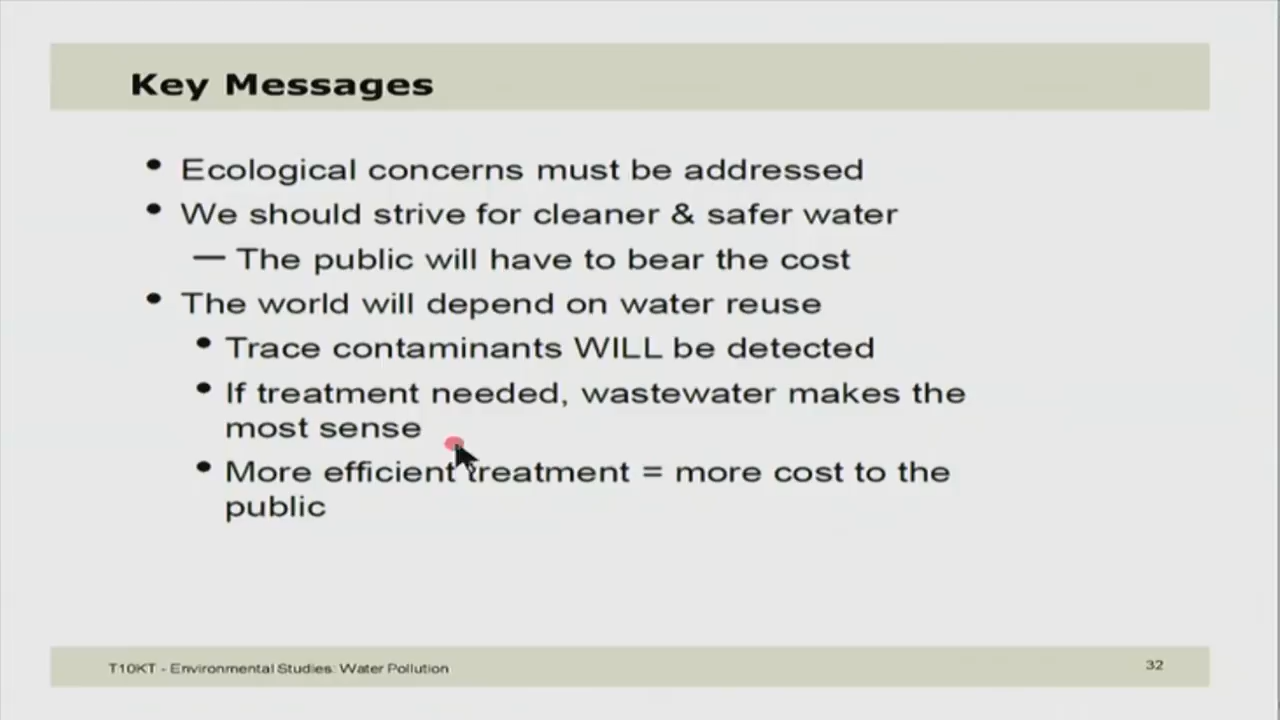 Key Messages
• Ecological concerns must be addressed
• We should strive for cleaner & safer water
— The public will have to bear the cost
• The world will depend on water reuse
• Trace contaminants WILL be detected
• If treatment needed, wastewater makes the
most sense
• More efficient treatment = more cost to the
public
T10KT - Environmental Studies: Water Pollution
32